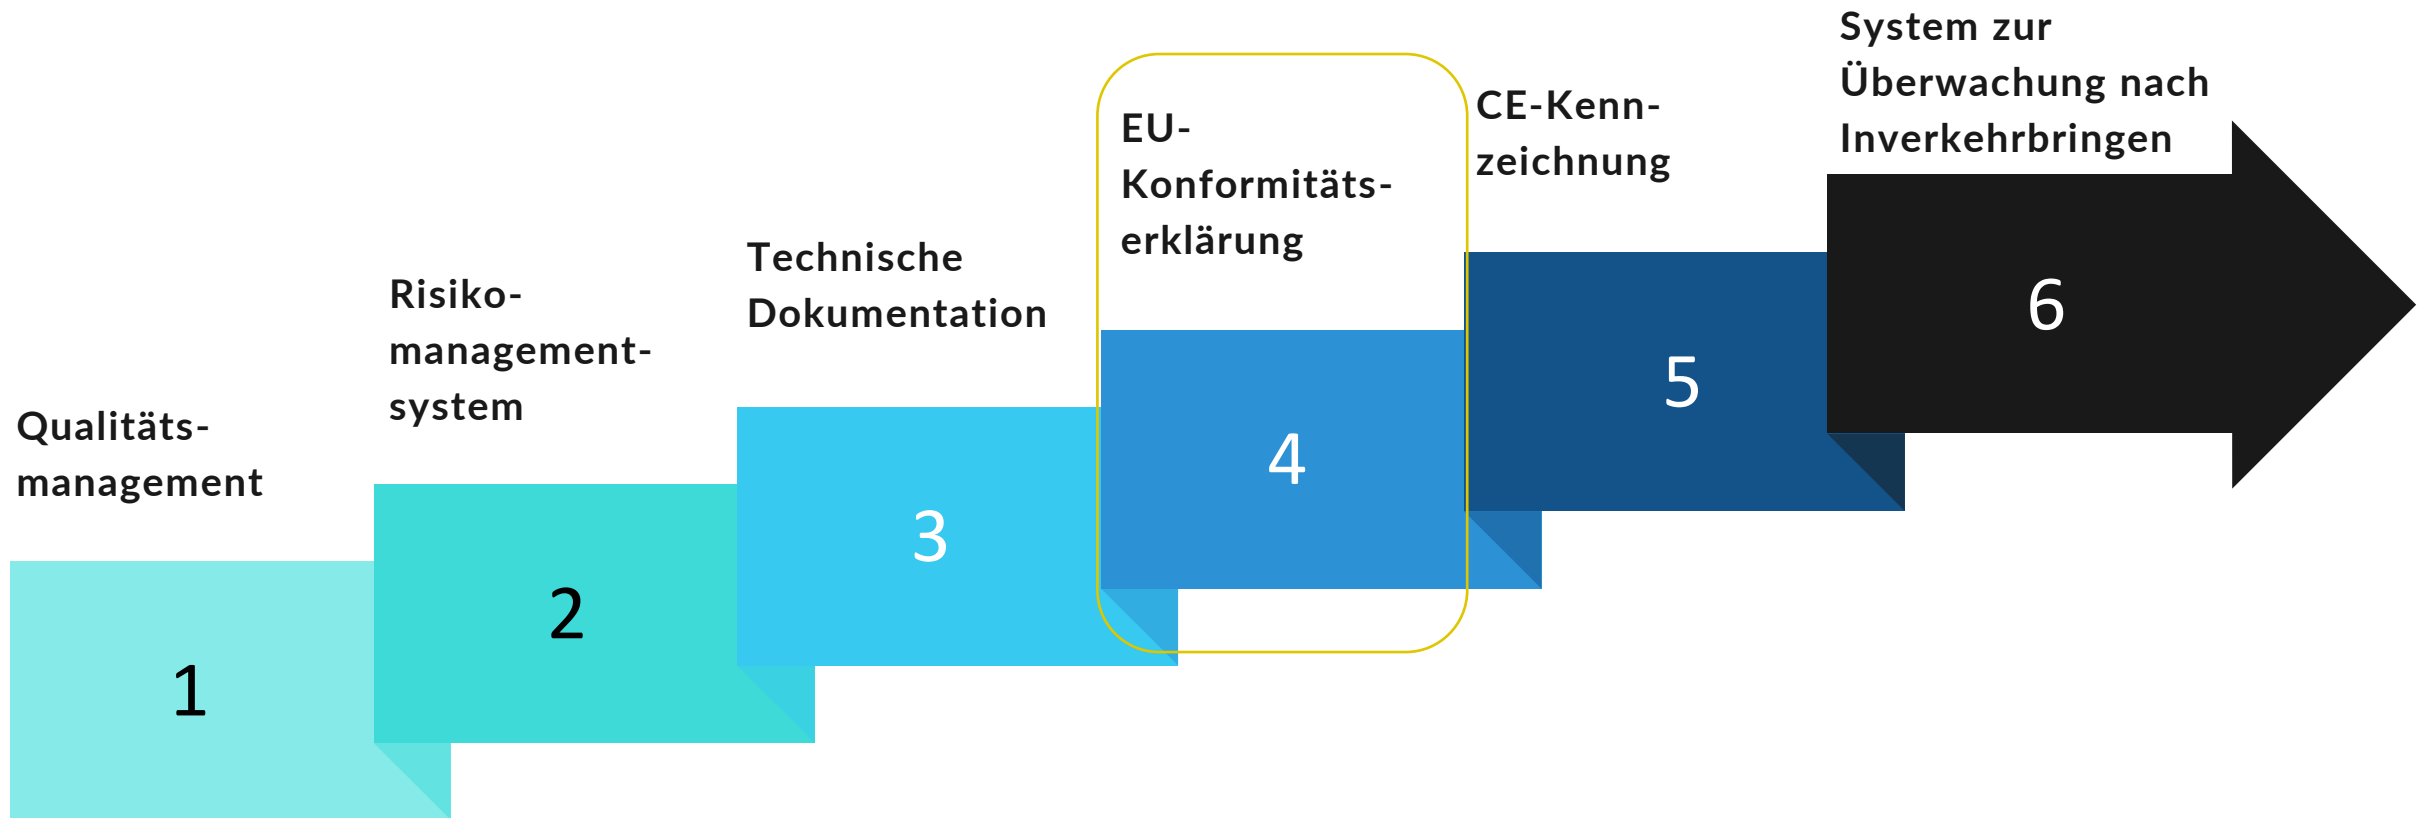 Qualitäts-
management
1
Risiko-
management-
system
2
Technische
Dokumentation
3
EU-
Konformitäts-
erklärung
4
CE-Kenn-
zeichnung
5
System zur
Überwachung nach
Inverkehrbringen
6